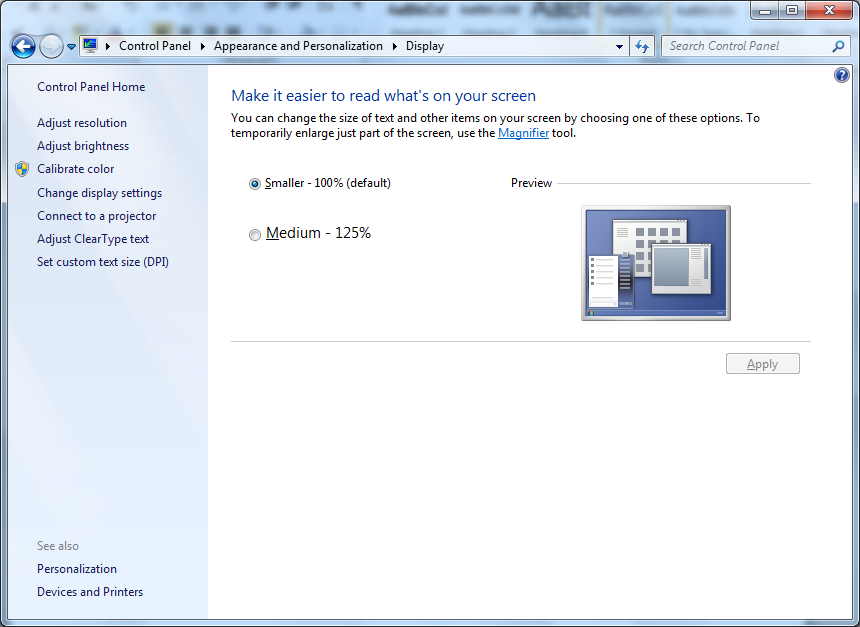 Control Panel Appearance and Personalization Display
Search Control Panel
Control Panel Home
Adjust resolution
Adjust brightness
Calibrate color
Change display settings
Connect to a projector
Adjust ClearType text
Set custom text size (DPI)
See also
Personalization
Devices and Printers
Make it easier to read what's on your screen
You can change the size of text and other items on your screen by choosing one of these options. To
temporarily enlarge just part of the screen, use the Magnifier tool.
Smaller - 100% (default)
Medium - 125%
Preview
Apply